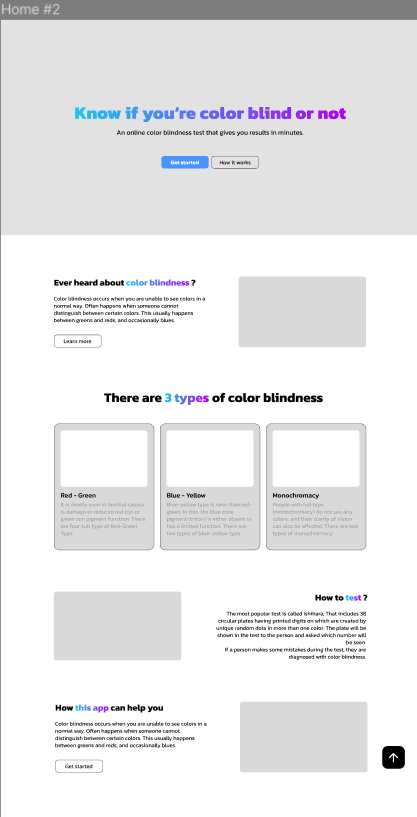 Home #2
Know if you're color blind or not
An online color blindness test that gives you results in minutes.
Get started
How it works
Ever heard about color blindness ?
Color blindness occurs when you are unable to see colors in a
normal way. Often happens when someone cannot
distinguish between certain colors. This usually happens
between greens and reds, and occasionally blues.
Learn more
There are 3 types of color blindness
Red - Green
It is mostly seen in familial causes
is damage or reduced red con or
green con pigment function. There
are four sub type of Red-Green
Type
Blue - Yellow
Blue-yellow type is rarer than red-
green. In this, the blue cone
pigment (tritan) is either absent or
has a limited function. There are
two types of blue-yellow type
Monochromacy
People with full type
(monochromacy) do not see any
colors, and their clarity of vision
can also be affected. There are two
types of monochromacy
How to test ?
The most popular test is called Ishihara, That includes 38
circular plates having printed digits on which are created by
unique random dots in more than one color. The plate will be
shown in the test to the person and asked which number will
be seen.
If a person makes some mistakes during the test, they are
diagnosed with color blindness.
How this app can help you
Color blindness occurs when you are unable to see colors in a
normal way. Often happens when someone cannot
distinguish between certain colors. This usually happens
between greens and reds, and occasionally blues
Get started